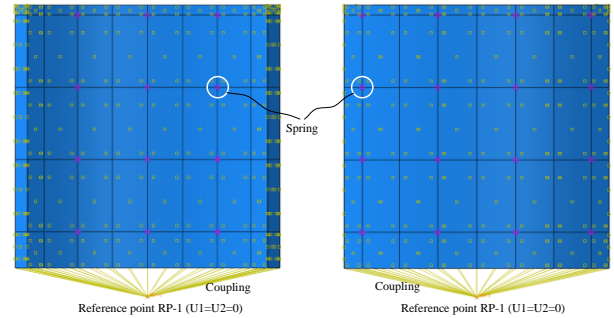 Spring
Coupling
Coupling
Reference point RP-1 (U1=U2=0)
Reference point RP-1 (U1=U2=0)